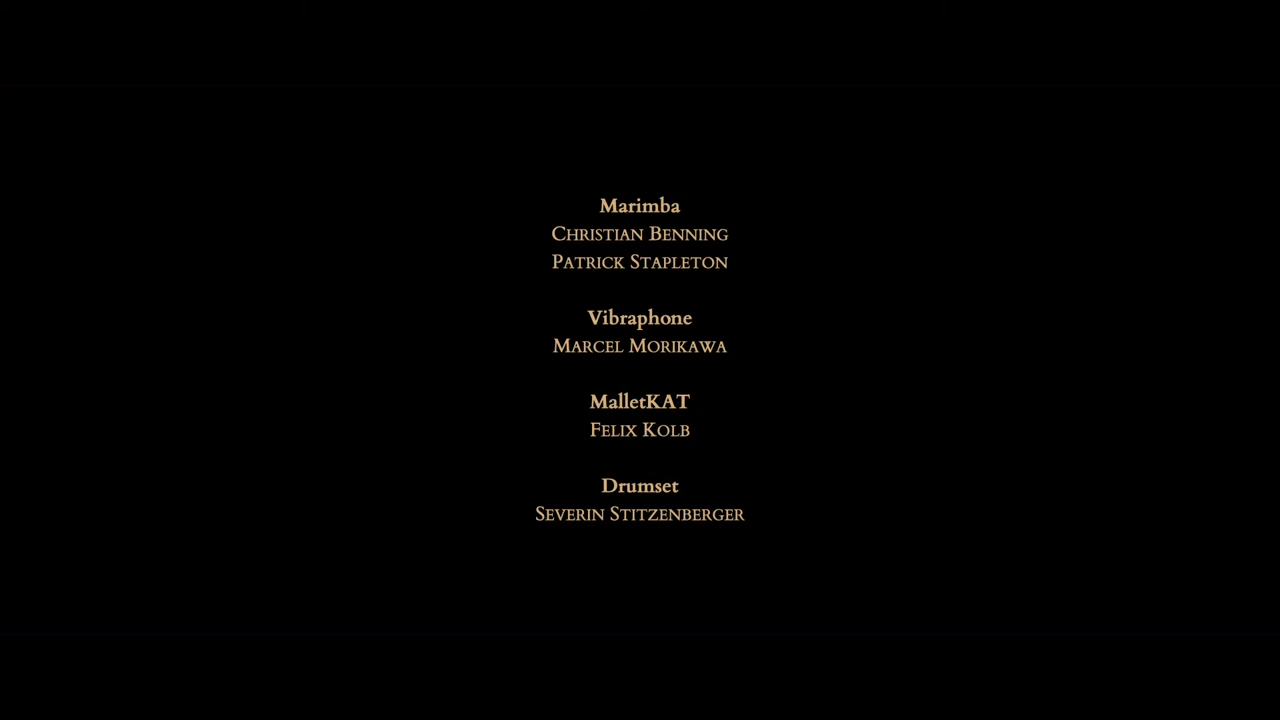 Marimba
CHRISTIAN BENNING
PATRICK STAPLETON
Vibraphone
MARCEL MORIKAWA
MalletKAT
FELIX KOLB
Drumset
SEVERIN STITZENBERGER